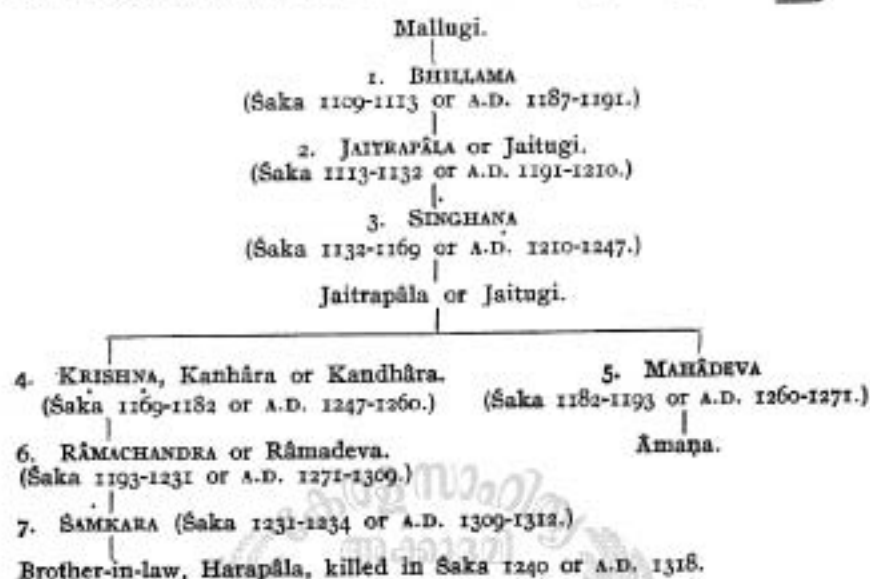 Mallugi.
1. BHILLAMA
(Śaka 1109-1113 or A.D. 1187-1191.)
2. JAITRAPÂLA or Jaitugi.
(Śaka 1113-1132 or A.D. 1191-1210.)
3. SINGHANA
(Śaka 1132-1169 or A.D. 1210-1247.)
Jaitrapâla or Jaitugi.
4. KRISHNA, Kanhâra or Kandhâra. 5. MAHÂDEVA
(Śaka 1169-1182 or A.D. 1247-1260.) (Śaka 1182-1193 or A.D. 1260-1271.)
6. RÂMACHANDRA or Râmadeva. Âmaṇa.
(Śaka 1193-1231 or A.D. 1271-1309.)
7. ŚAMKARA (Śaka 1231-1234 or A.D. 1309-1312.)
Brother-in-law, Harapâla, killed in Śaka 1240 or A.D. 1318.